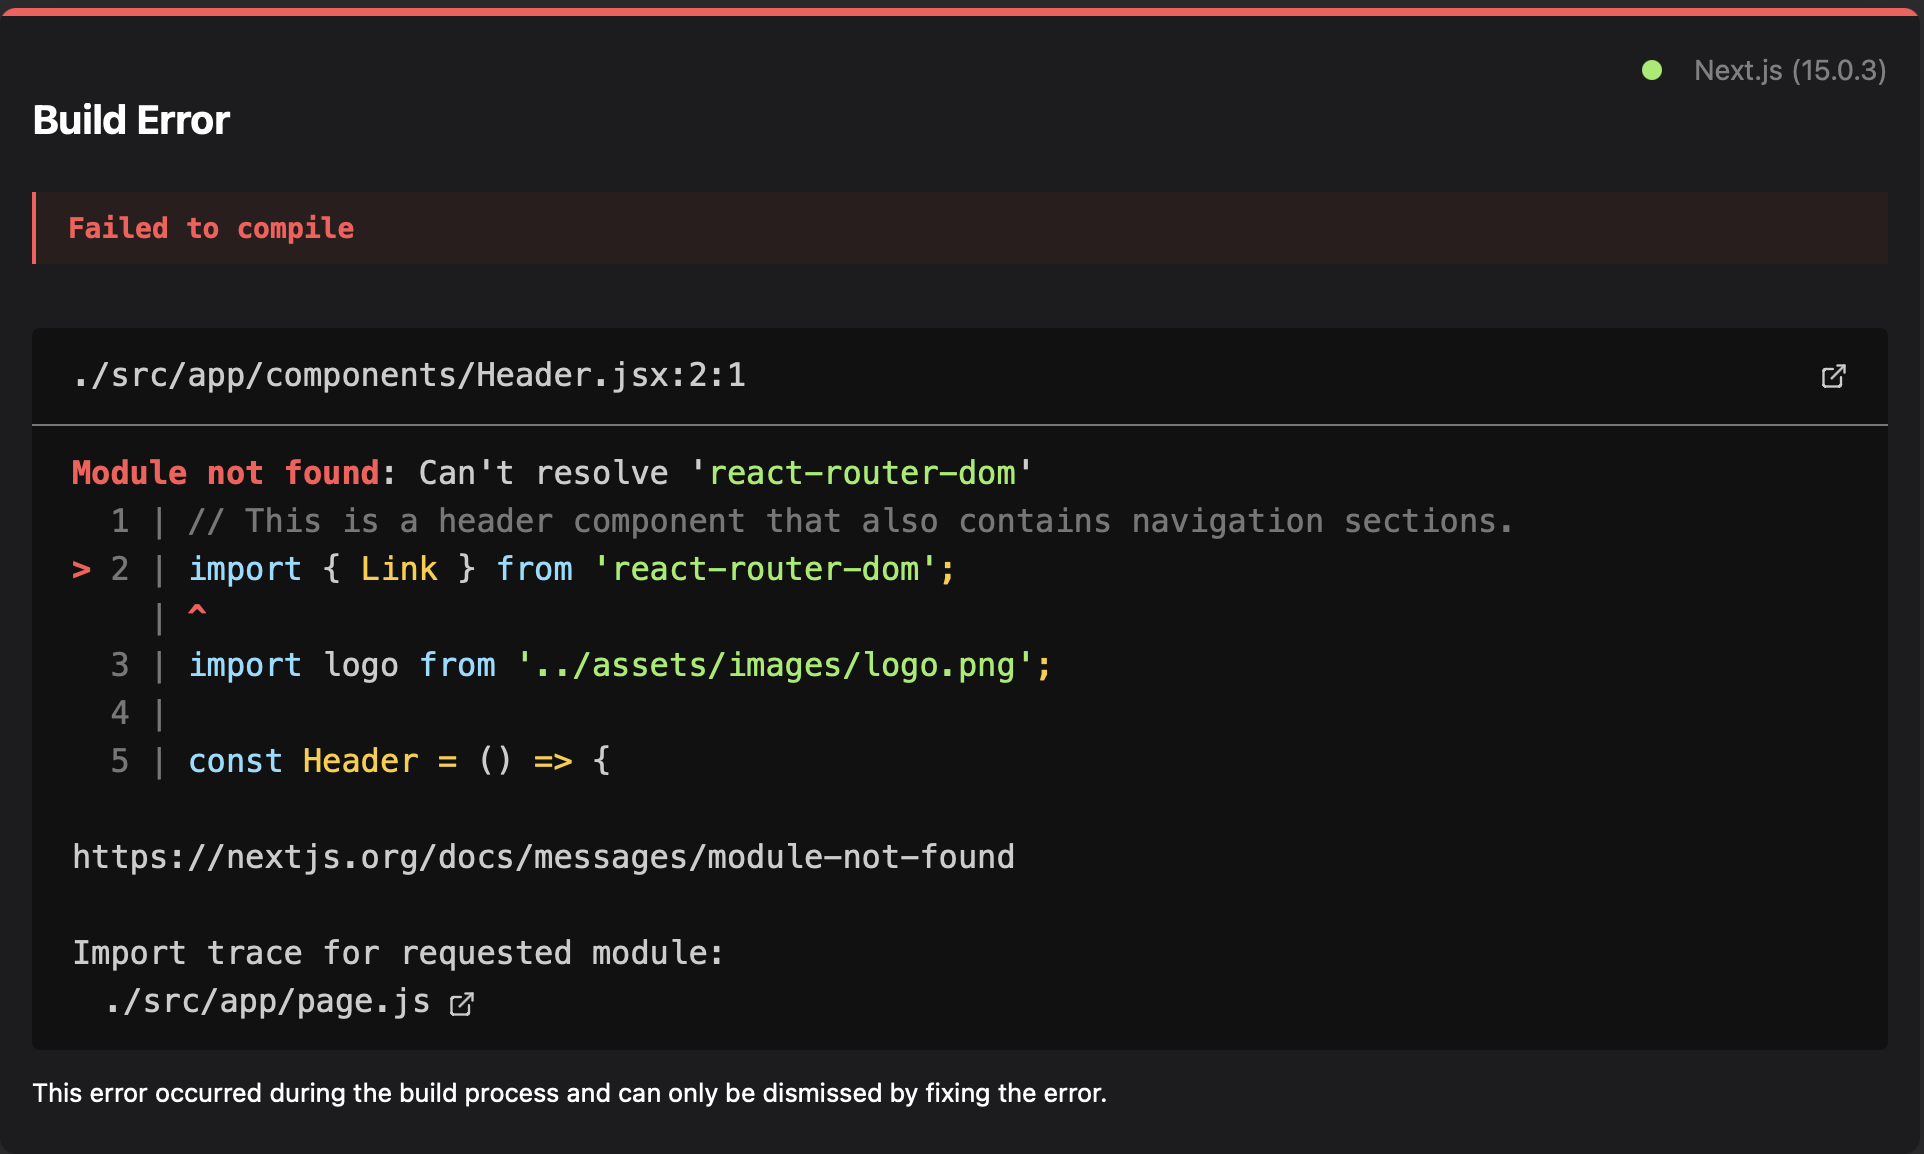 Next.js (15.0.3)
Build Error
Failed to compile
./src/app/components/Header.jsx:2:1
Module not found: Can't resolve 'react-router-dom'
  1 | // This is a header component that also contains navigation sections.
> 2 | import { Link } from 'react-router-dom';
    | ^
  3 | import logo from '../assets/images/logo.png';
  4 |
  5 | const Header = () => {
https://nextjs.org/docs/messages/module-not-found
Import trace for requested module:
./src/app/page.js
This error occurred during the build process and can only be dismissed by fixing the error.